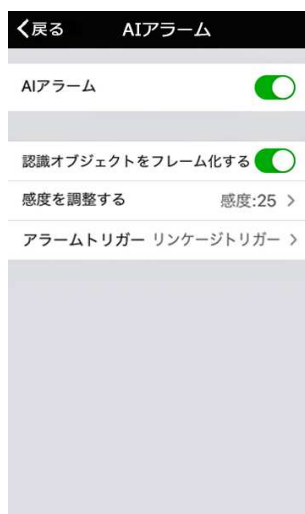 戻る AIアラーム
AIアラーム
認識オブジェクトをフレーム化する
感度を調整する 感度:25
アラームトリガー リンケージトリガー